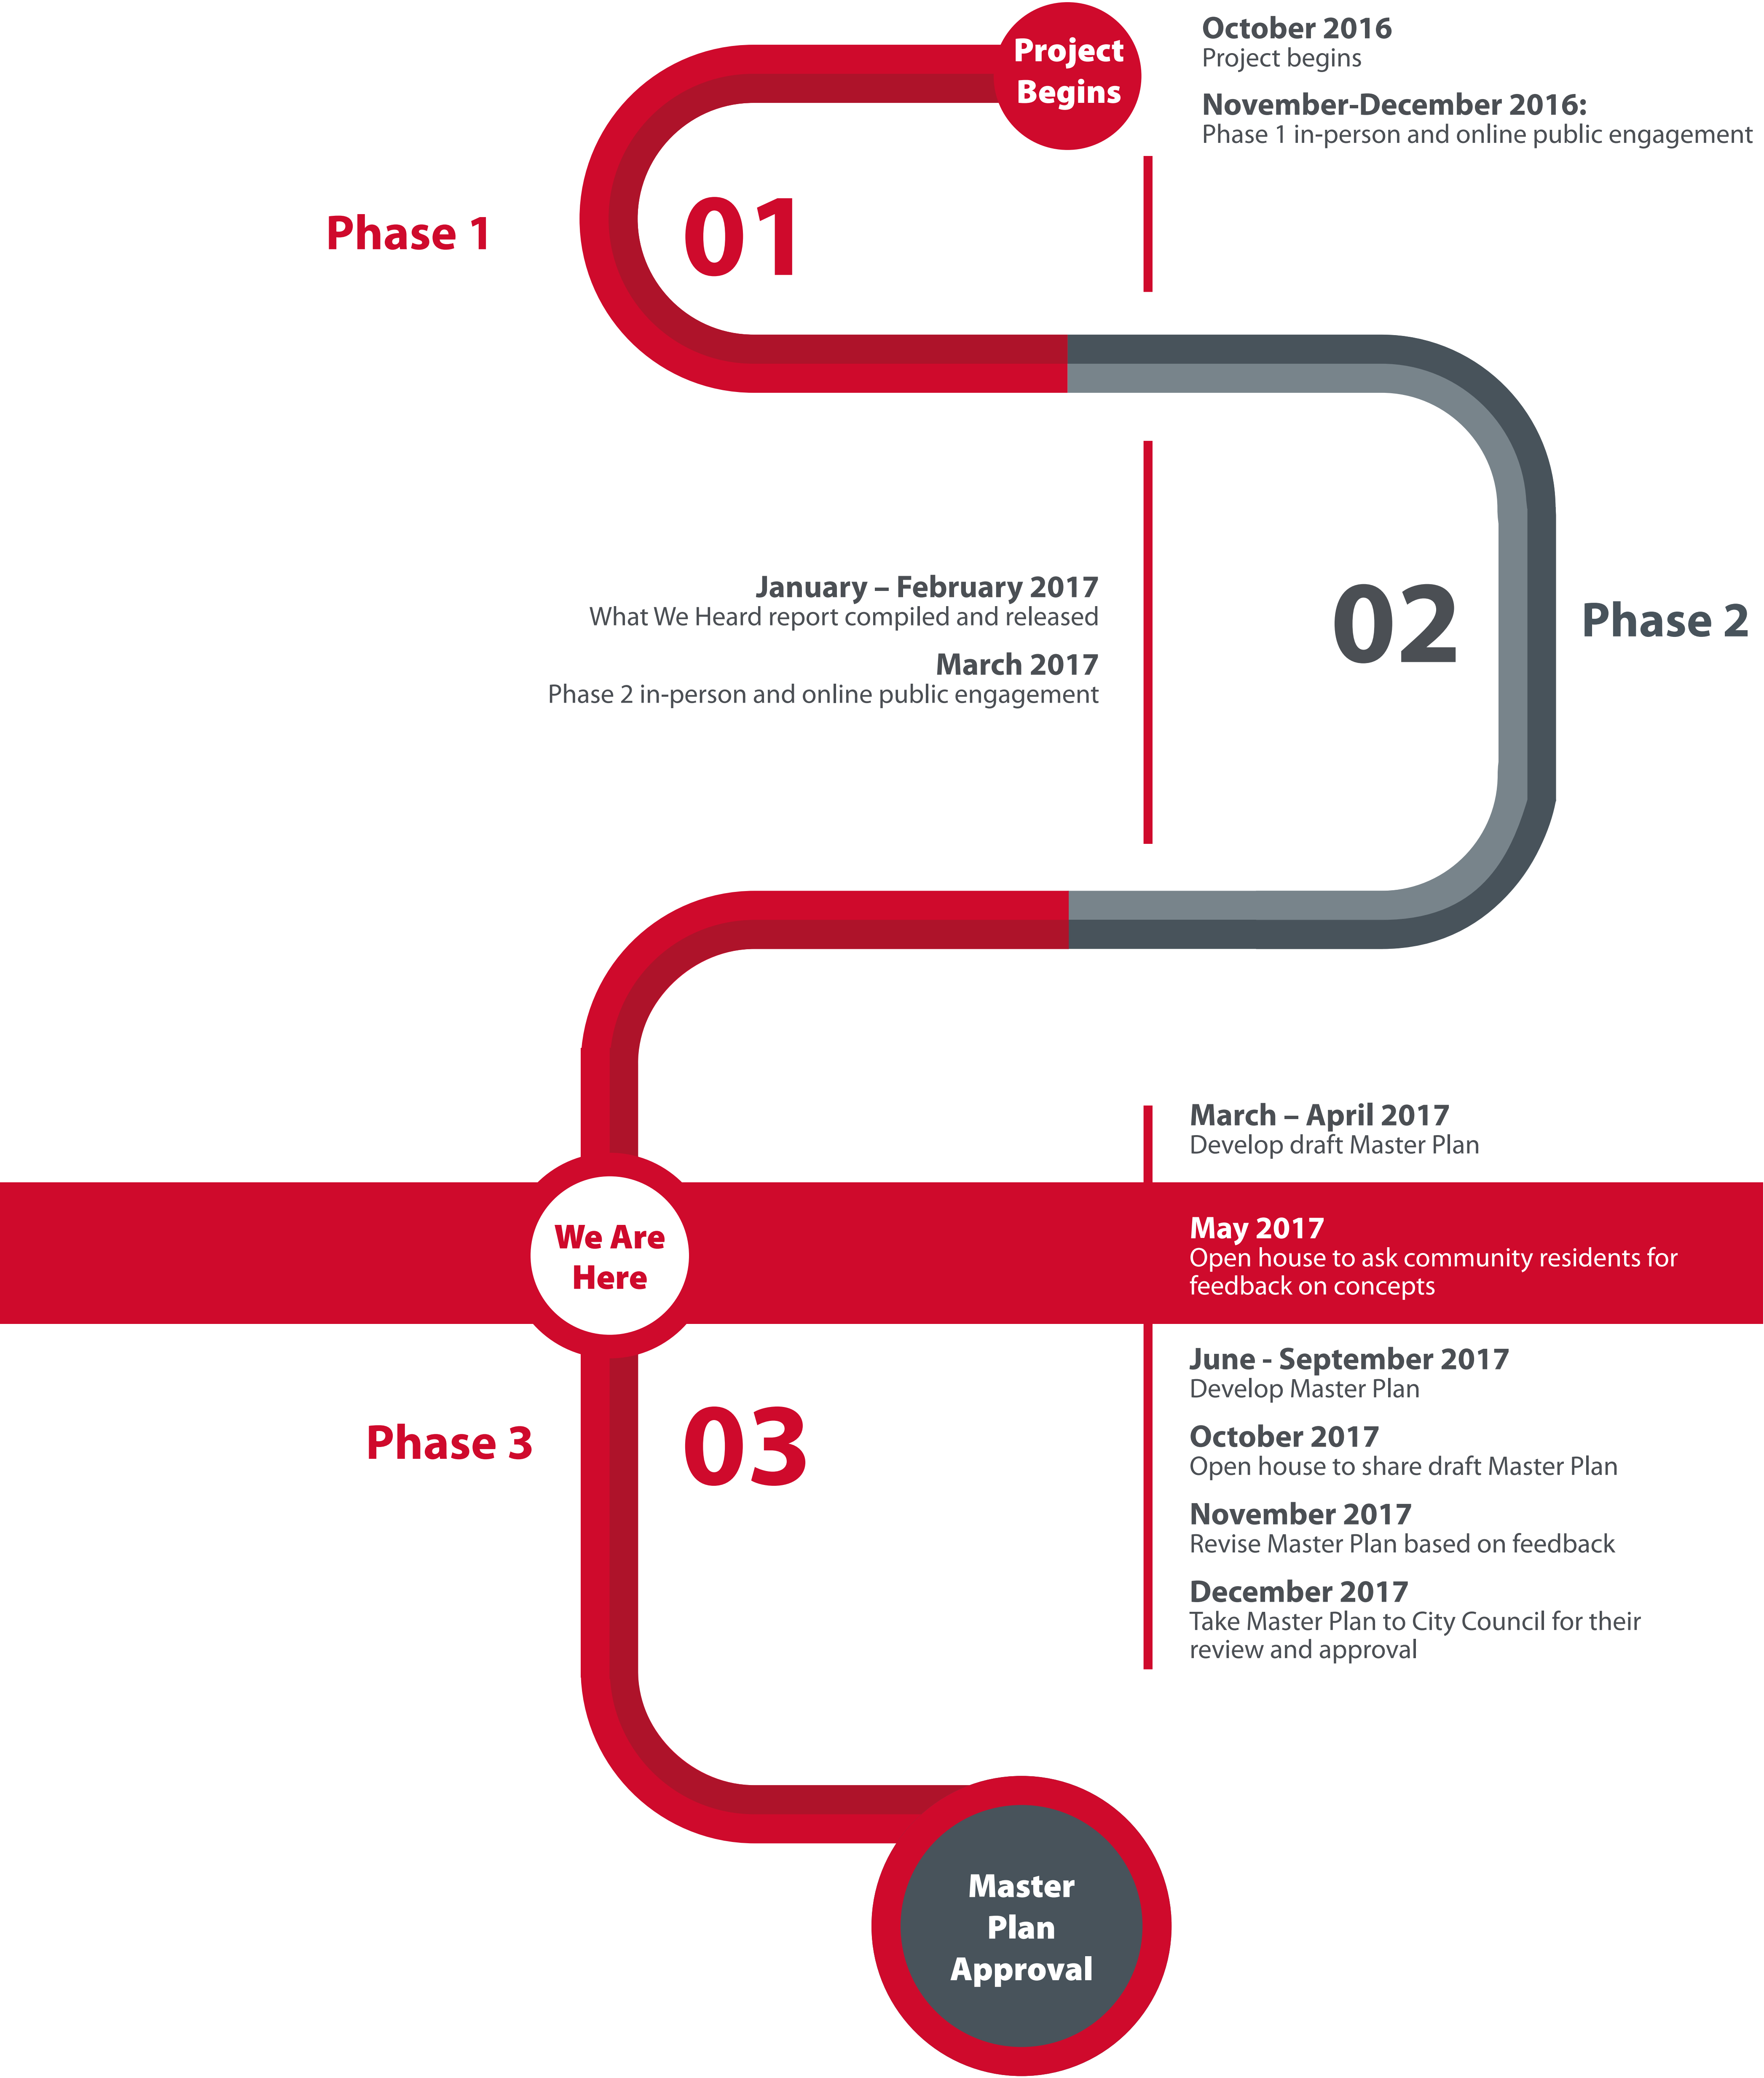 Project
Begins
October 2016
Project begins
November-December 2016:
Phase 1 in-person and online public engagement
Phase 1
01
January – February 2017
What We Heard report compiled and released
March 2017
Phase 2 in-person and online public engagement
02
Phase 2
March – April 2017
Develop draft Master Plan
We Are
Here
May 2017
Open house to ask community residents for
feedback on concepts
Phase 3
03
June - September 2017
Develop Master Plan
October 2017
Open house to share draft Master Plan
November 2017
Revise Master Plan based on feedback
December 2017
Take Master Plan to City Council for their
review and approval
Master
Plan
Approval